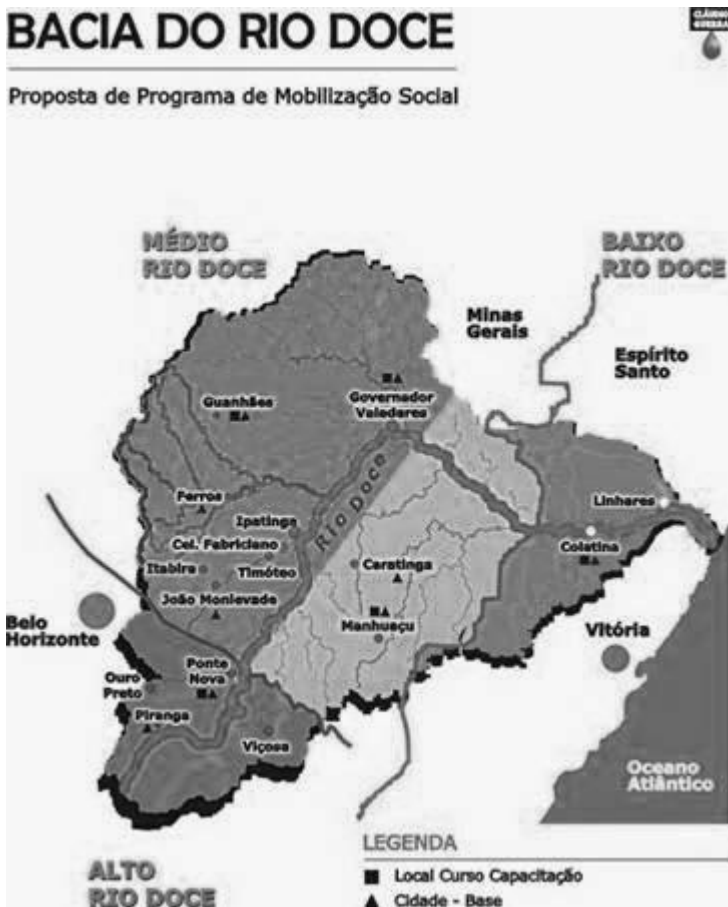 BACIA DO RIO DOCE
Proposta de Programa de Mobilização Social
MÉDIO
RIO DOCE
BAIXO
RIO DOCE
Minas
Gerais
Espírito
Santo
Guanhães
Governador
Valadares
Ferros
Ipatinga
RIO DOCE
Linhares
Cel. Fabriciano
Colatina
Itabira
Timóteo
Caratinga
João Monlevade
Belo
Horizonte
Manhuaçu
Vitória
Ouro
Preto
Ponte
Nova
Piranga
Viçosa
Oceano
Atlântico
ALTO
RIO DOCE
LEGENDA
Local Curso Capacitação
Cidade - Base